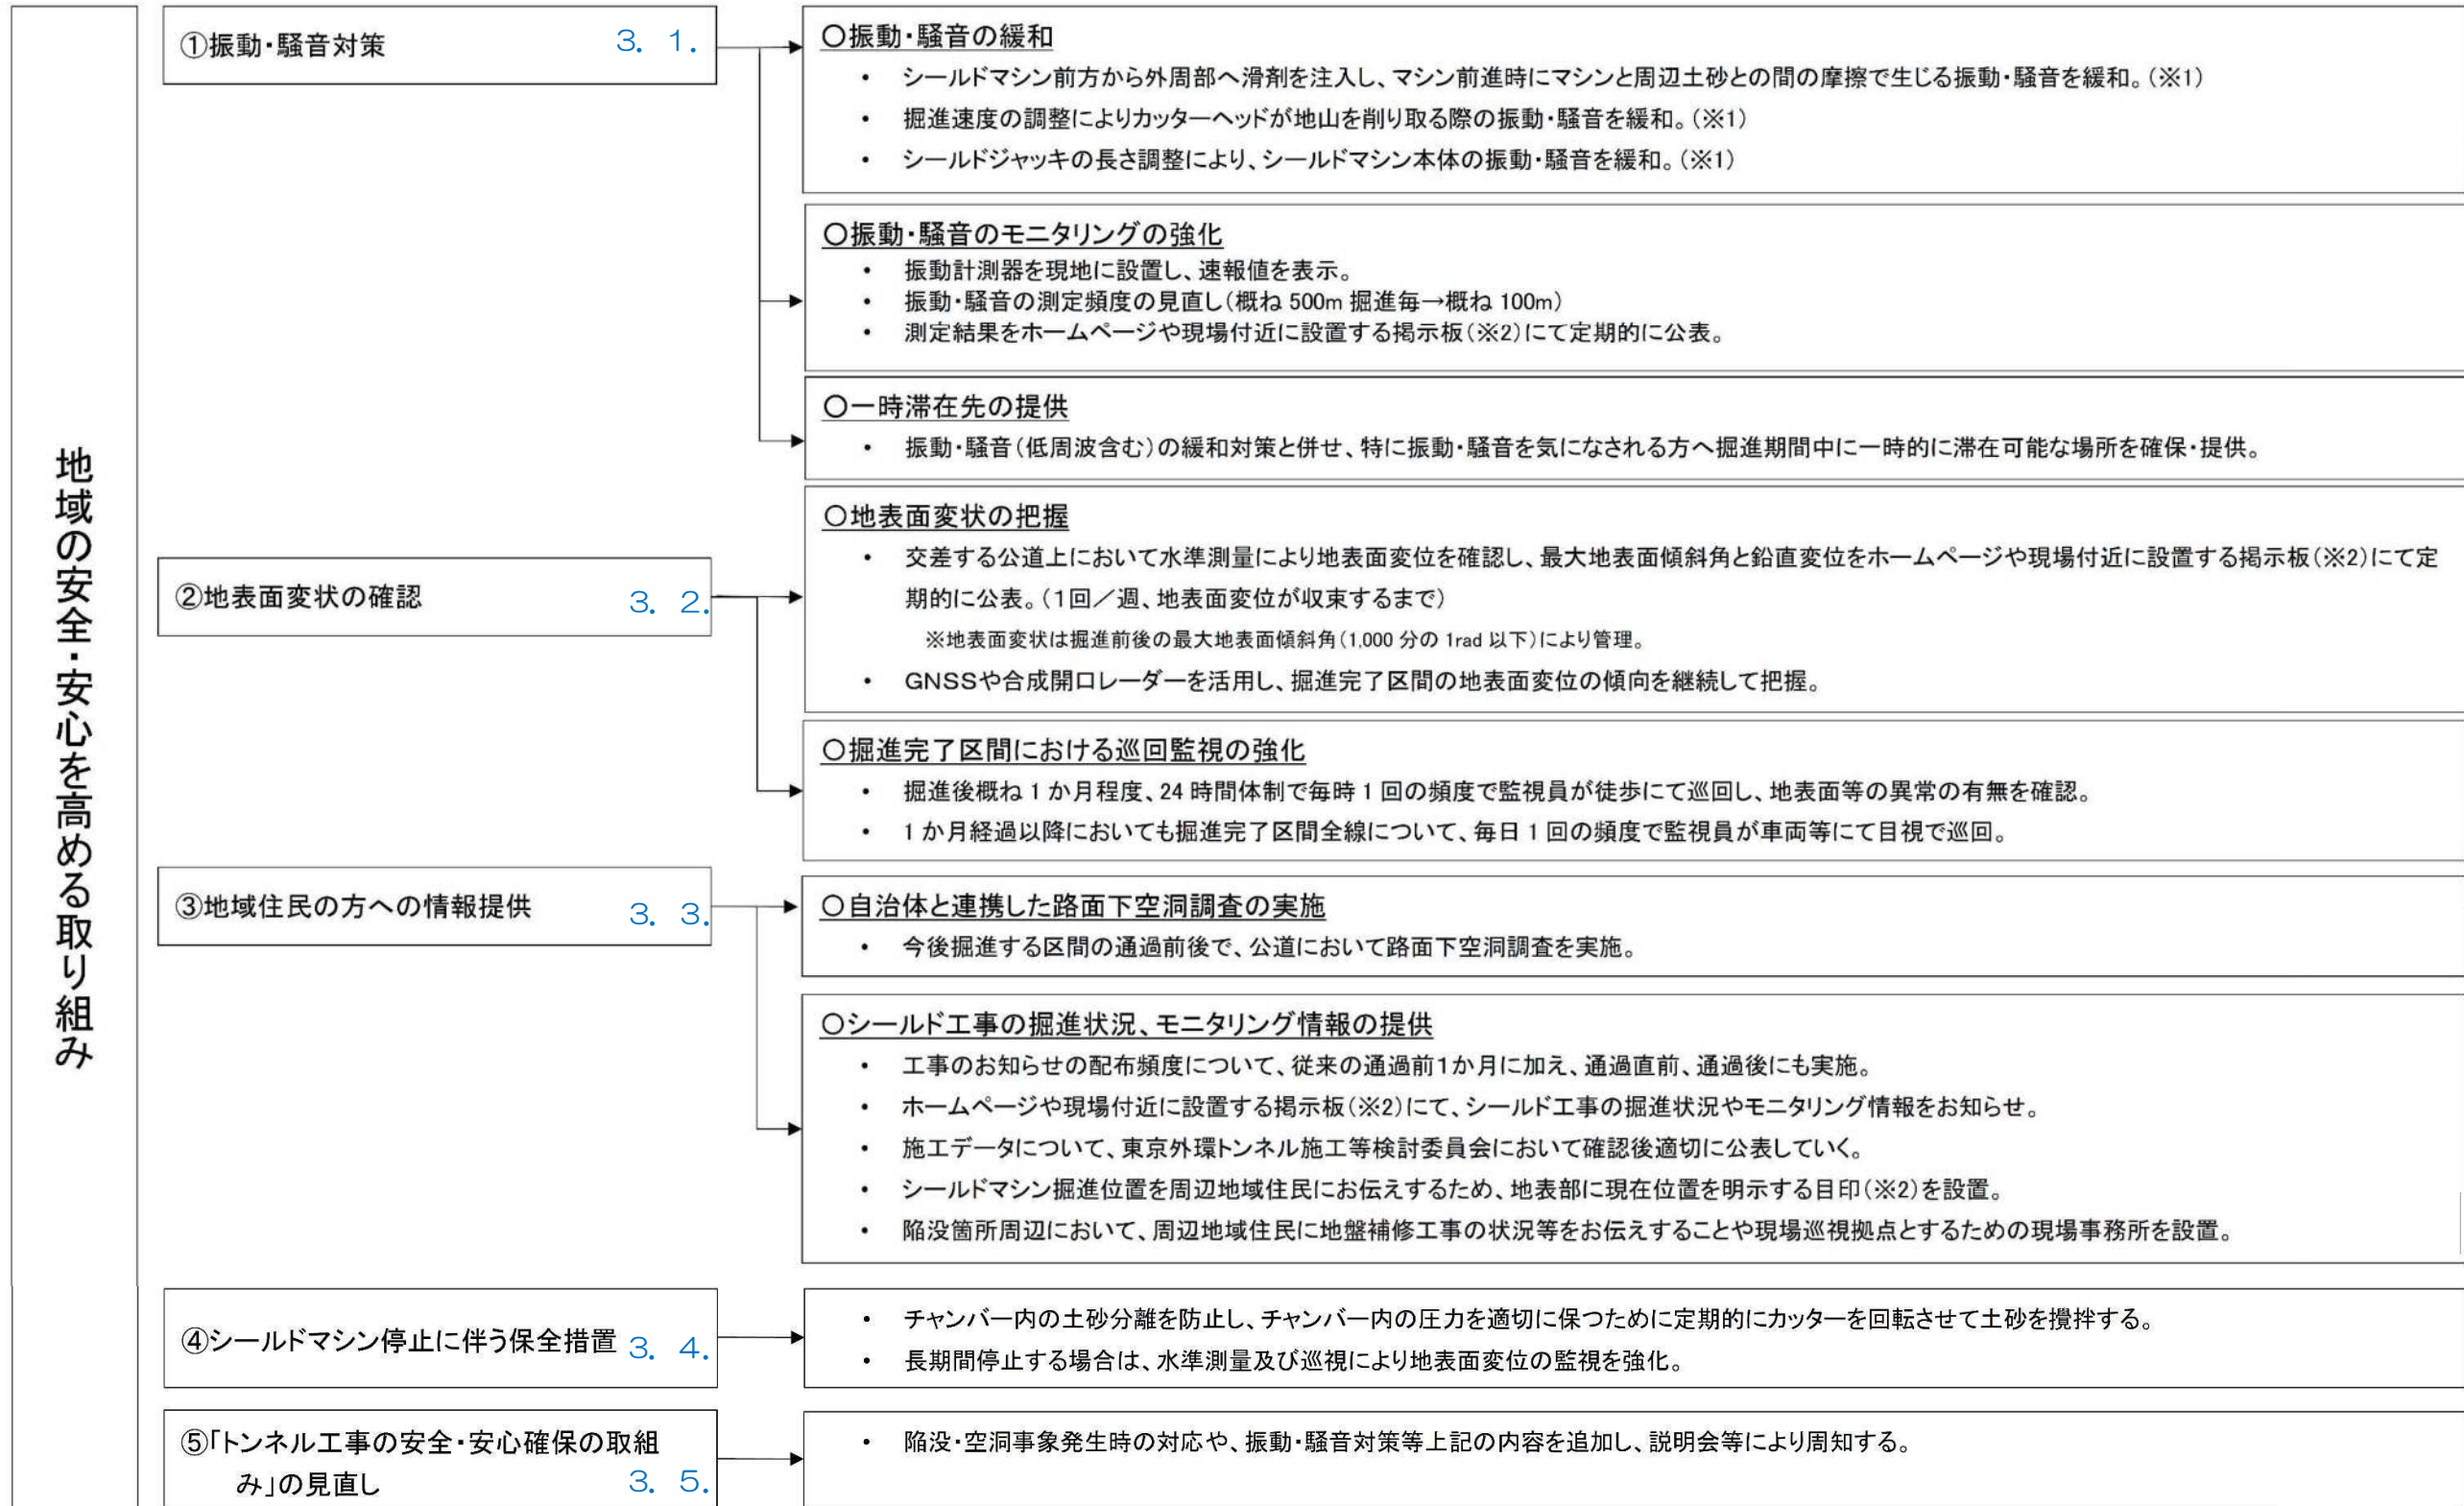 地域の安全・安心を高める取り組み
①振動・騒音対策 3. 1.
○振動・騒音の緩和
• シールドマシン前方から外周部へ滑剤を注入し、マシン前進時にマシンと周辺土砂との間の摩擦で生じる振動・騒音を緩和。(※1)
• 掘進速度の調整によりカッターヘッドが地山を削り取る際の振動・騒音を緩和。(※1)
• シールドジャッキの長さ調整により、シールドマシン本体の振動・騒音を緩和。(※1)
○振動・騒音のモニタリングの強化
• 振動計測器を現地に設置し、速報値を表示。
• 振動・騒音の測定頻度の見直し(概ね 500m 掘進毎→概ね 100m)
• 測定結果をホームページや現場付近に設置する掲示板(※2)にて定期的に公表。
○一時滞在先の提供
• 振動・騒音(低周波含む)の緩和対策と併せ、特に振動・騒音を気になされる方へ掘進期間中に一時的に滞在可能な場所を確保・提供。
②地表面変状の確認 3. 2.
○地表面変状の把握
• 交差する公道上において水準測量により地表面変位を確認し、最大地表面傾斜角と鉛直変位をホームページや現場付近に設置する掲示板(※2)にて定
期的に公表。(1回/週、地表面変位が収束するまで)
※地表面変状は掘進前後の最大地表面傾斜角(1,000 分の 1rad 以下)により管理。
• GNSSや合成開口レーダーを活用し、掘進完了区間の地表面変位の傾向を継続して把握。
○掘進完了区間における巡回監視の強化
• 掘進後概ね 1 か月程度、24 時間体制で毎時 1 回の頻度で監視員が徒歩にて巡回し、地表面等の異常の有無を確認。
• 1 か月経過以降においても掘進完了区間全線について、毎日 1 回の頻度で監視員が車両等にて目視で巡回。
③地域住民の方への情報提供 3. 3.
○自治体と連携した路面下空洞調査の実施
• 今後掘進する区間の通過前後で、公道において路面下空洞調査を実施。
○シールド工事の掘進状況、モニタリング情報の提供
• 工事のお知らせの配布頻度について、従来の通過前1か月に加え、通過直前、通過後にも実施。
• ホームページや現場付近に設置する掲示板(※2)にて、シールド工事の掘進状況やモニタリング情報をお知らせ。
• 施工データについて、東京外環トンネル施工等検討委員会において確認後適切に公表していく。
• シールドマシン掘進位置を周辺地域住民にお伝えするため、地表部に現在位置を明示する目印(※2)を設置。
• 陥没箇所周辺において、周辺地域住民に地盤補修工事の状況等をお伝えすることや現場巡視拠点とするための現場事務所を設置。
④シールドマシン停止に伴う保全措置 3. 4.
• チャンバー内の土砂分離を防止し、チャンバー内の圧力を適切に保つために定期的にカッターを回転させて土砂を攪拌する。
• 長期間停止する場合は、水準測量及び巡視により地表面変位の監視を強化。
⑤「トンネル工事の安全・安心確保の取組
み」の見直し 3. 5.
• 陥没・空洞事象発生時の対応や、振動・騒音対策等上記の内容を追加し、説明会等により周知する。